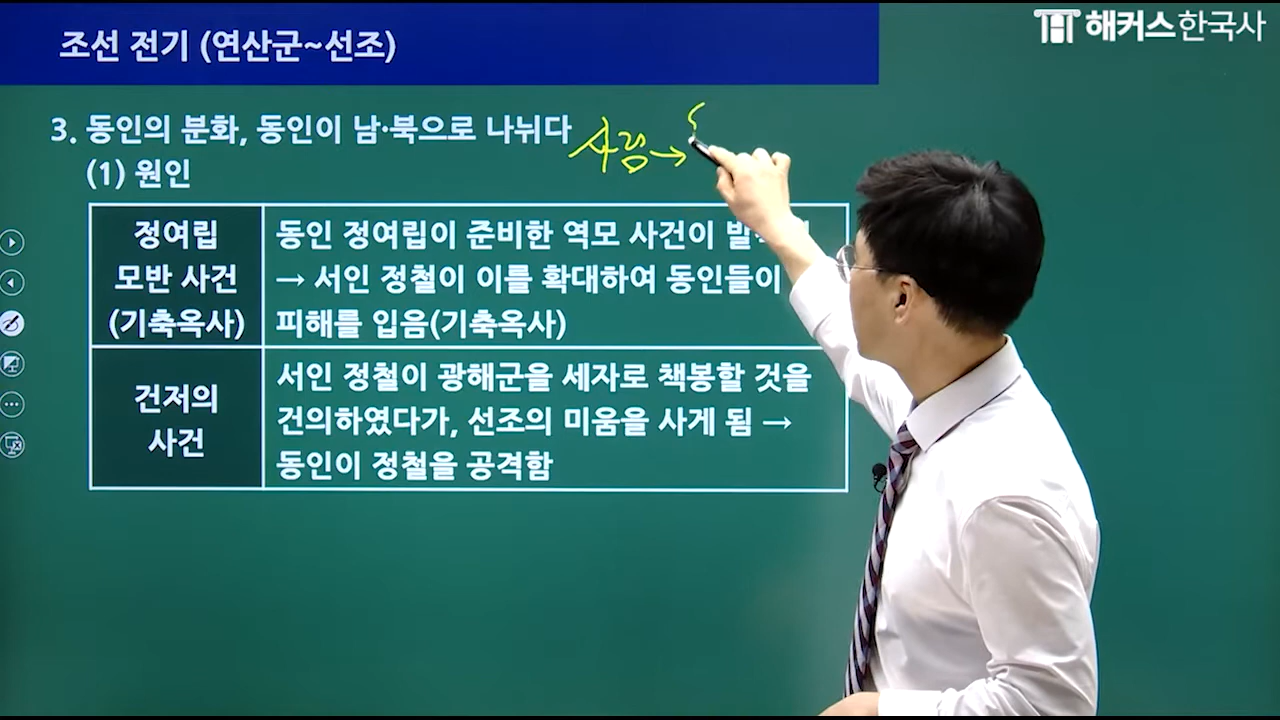 조선 전기 (연산군~선조)
해커스한국사
3. 동인의 분화, 동인이 남·북으로 나뉘다
사림→
(1) 원인
정여립
모반 사건
(기축옥사)
동인 정여립이 준비한 역모 사건이
→ 서인 정철이 이를 확대하여 동인들이
피해를 입음(기축옥사)
건저의
사건
서인 정철이 광해군을 세자로 책봉할 것을
건의하였다가, 선조의 미움을 사게 됨 →
동인이 정철을 공격함